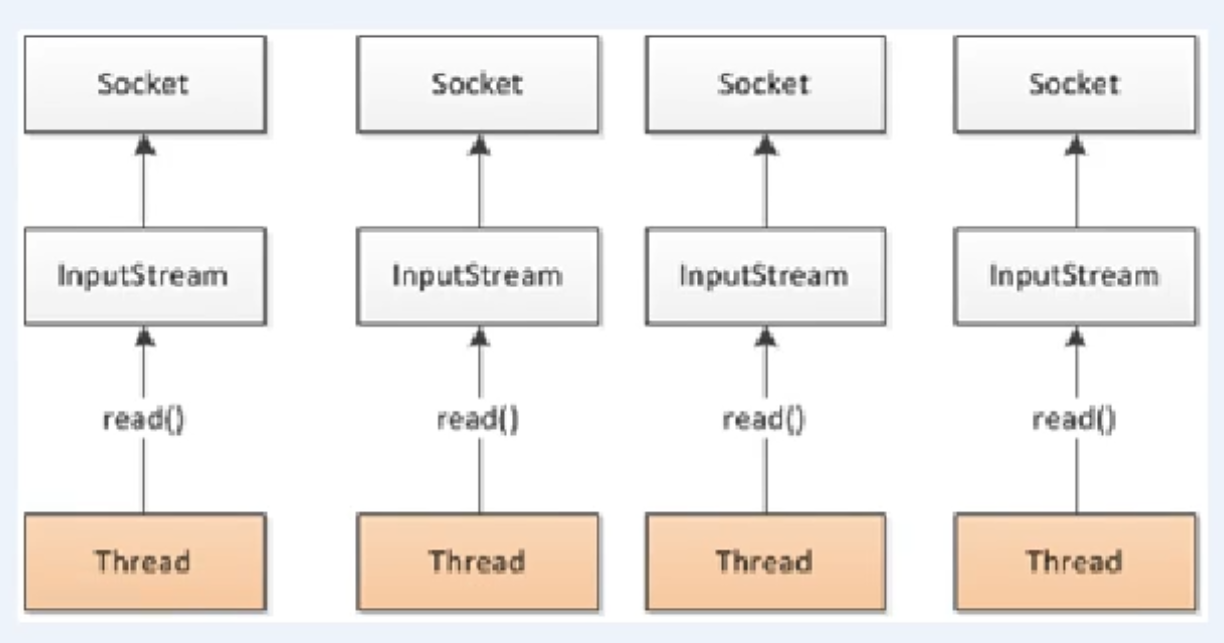 Socket Socket Socket Socket
InputStream InputStream InputStream InputStream
read() read() read() read()
Thread Thread Thread Thread